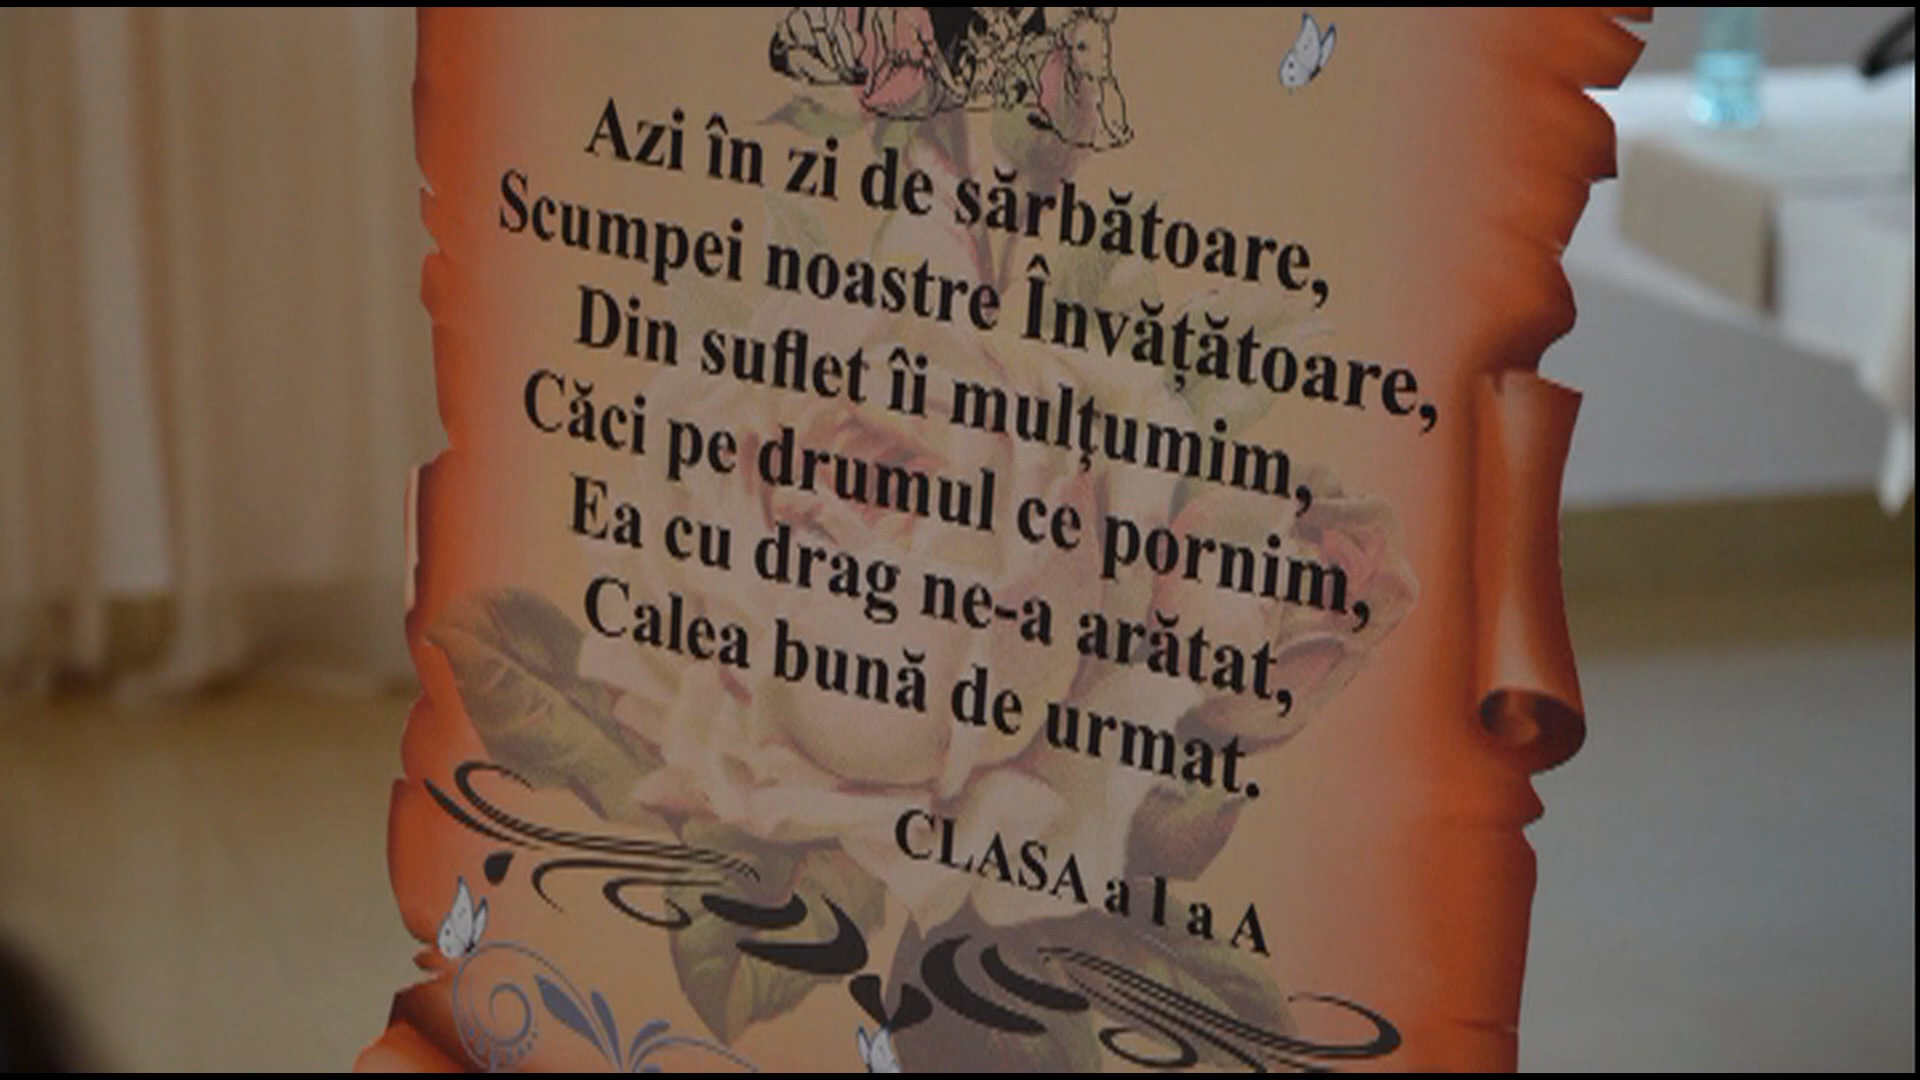 Azi în zi de sărbătoare,
Scumpei noastre Învățătoare,
Din suflet îi mulțumim,
Căci pe drumul ce pornim,
Ea cu drag ne-a arătat,
Calea bună de urmat.
CLASA a I a A